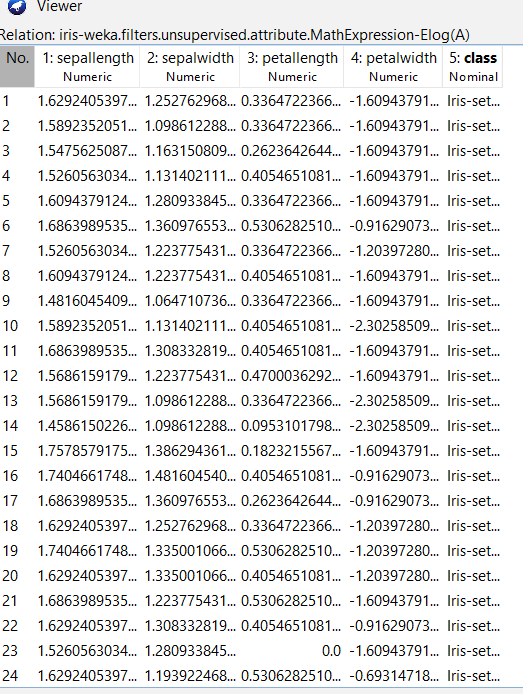 Viewer
Relation: iris-weka.filters.unsupervised.attribute.MathExpression-Elog(A)
No. 1: sepallength 2: sepalwidth 3: petallength 4: petalwidth 5: class
Numeric Numeric Numeric Numeric Nominal
1 1.6292405397... 1.252762968... 0.3364722366... -1.60943791... Iris-set...
2 1.5892352051... 1.098612288... 0.3364722366... -1.60943791... Iris-set...
3 1.5475625087... 1.163150809... 0.2623642644... -1.60943791... Iris-set...
4 1.5260563034... 1.131402111... 0.4054651081... -1.60943791... Iris-set...
5 1.6094379124... 1.280933845... 0.3364722366... -1.60943791... Iris-set...
6 1.6863989535... 1.360976553... 0.5306282510... -0.91629073... Iris-set...
7 1.5260563034... 1.223775431... 0.3364722366... -1.20397280... Iris-set...
8 1.6094379124... 1.223775431... 0.4054651081... -1.60943791... Iris-set...
9 1.4816045409... 1.064710736... 0.3364722366... -1.60943791... Iris-set...
10 1.5892352051... 1.131402111... 0.4054651081... -2.30258509... Iris-set...
11 1.6863989535... 1.308332819... 0.4054651081... -1.60943791... Iris-set...
12 1.5686159179... 1.223775431... 0.4700036292... -1.60943791... Iris-set...
13 1.5686159179... 1.098612288... 0.3364722366... -2.30258509... Iris-set...
14 1.4586150226... 1.098612288... 0.0953101798... -2.30258509... Iris-set...
15 1.7578579175... 1.386294361... 0.1823215567... -1.60943791... Iris-set...
16 1.7404661748... 1.481604540... 0.4054651081... -0.91629073... Iris-set...
17 1.6863989535... 1.360976553... 0.2623642644... -0.91629073... Iris-set...
18 1.6292405397... 1.252762968... 0.3364722366... -1.20397280... Iris-set...
19 1.7404661748... 1.335001066... 0.5306282510... -1.20397280... Iris-set...
20 1.6292405397... 1.335001066... 0.4054651081... -1.20397280... Iris-set...
21 1.6863989535... 1.223775431... 0.5306282510... -1.60943791... Iris-set...
22 1.6292405397... 1.308332819... 0.4054651081... -0.91629073... Iris-set...
23 1.5260563034... 1.280933845... 0.0 -1.60943791... Iris-set...
24 1.6292405397... 1.193922468... 0.5306282510... -0.69314718... Iris-set...